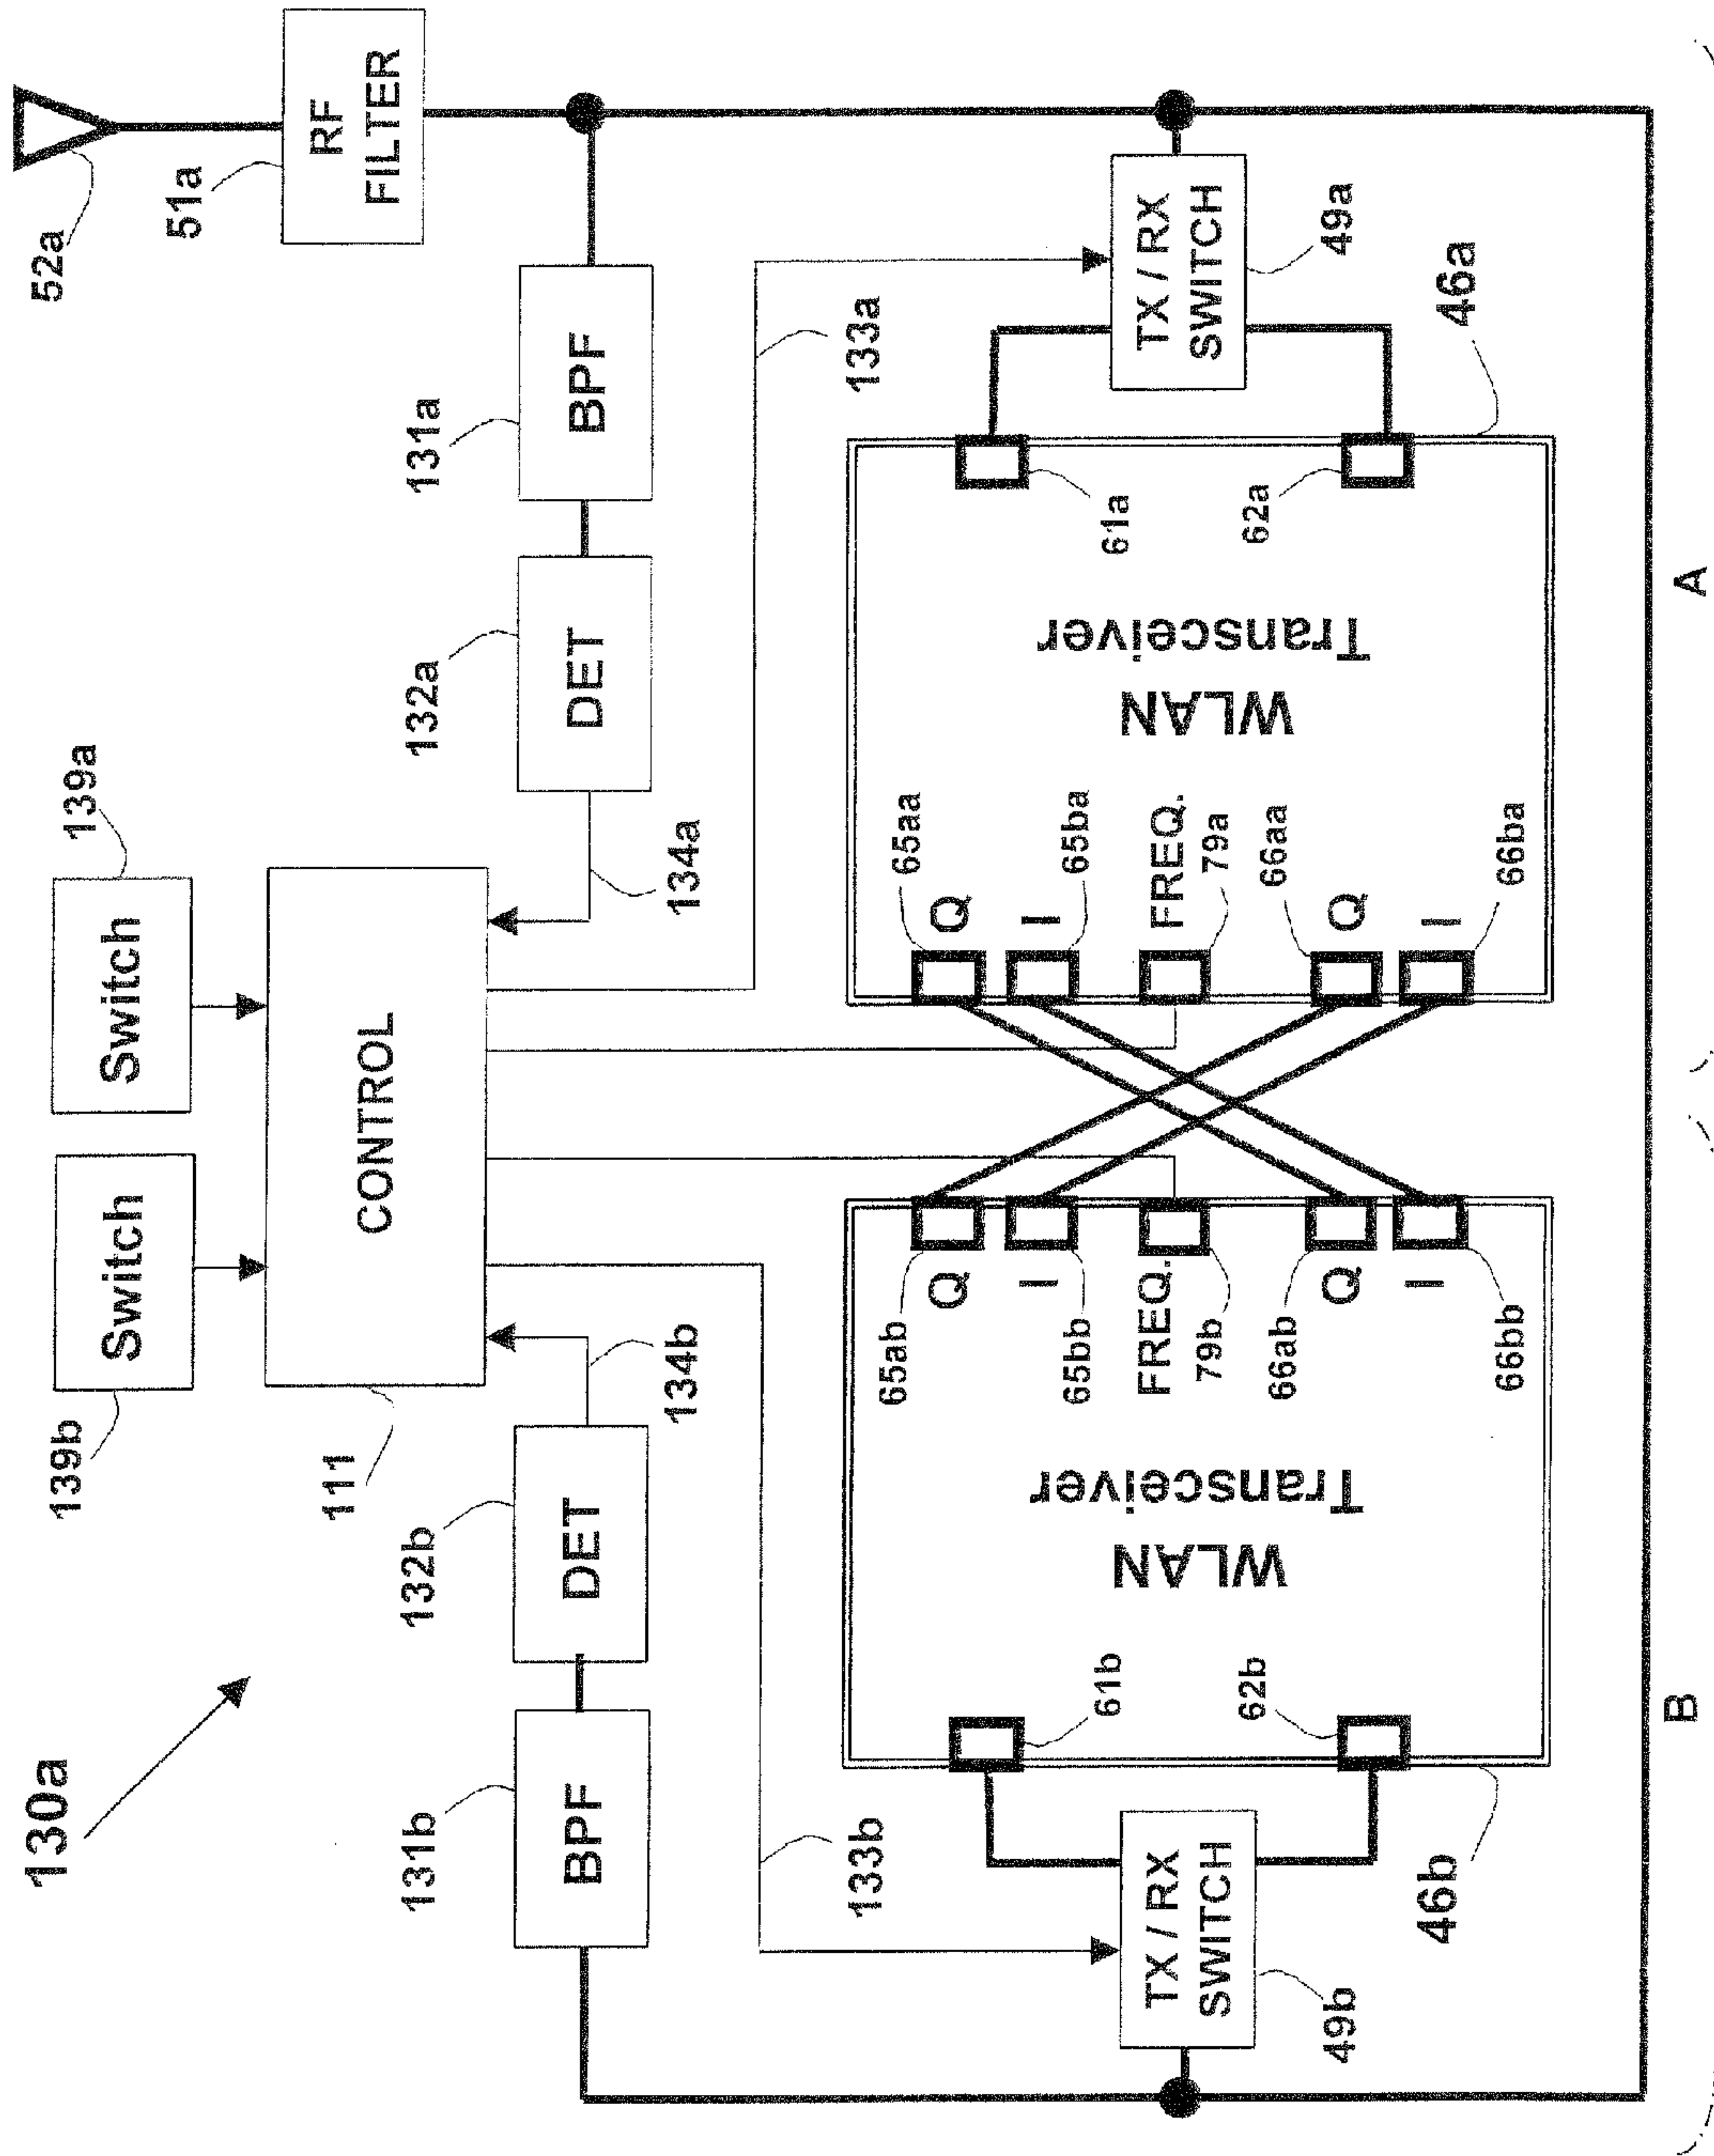 130a
139b
139a
Switch
Switch
52a
111
CONTROL
51a
RF
FILTER
131b
132b
132a
131a
BPF
DET
DET
BPF
134b
134a
133b
133a
TX / RX
SWITCH
49b
61b
62b
WLAN
Transceiver
46b
65ab
Q
65bb
I
FREQ.
79b
66ab
Q
66bb
I
65aa
Q
65ba
I
FREQ.
79a
66aa
Q
66ba
I
WLAN
Transceiver
61a
62a
46a
TX / RX
SWITCH
49a
B
A